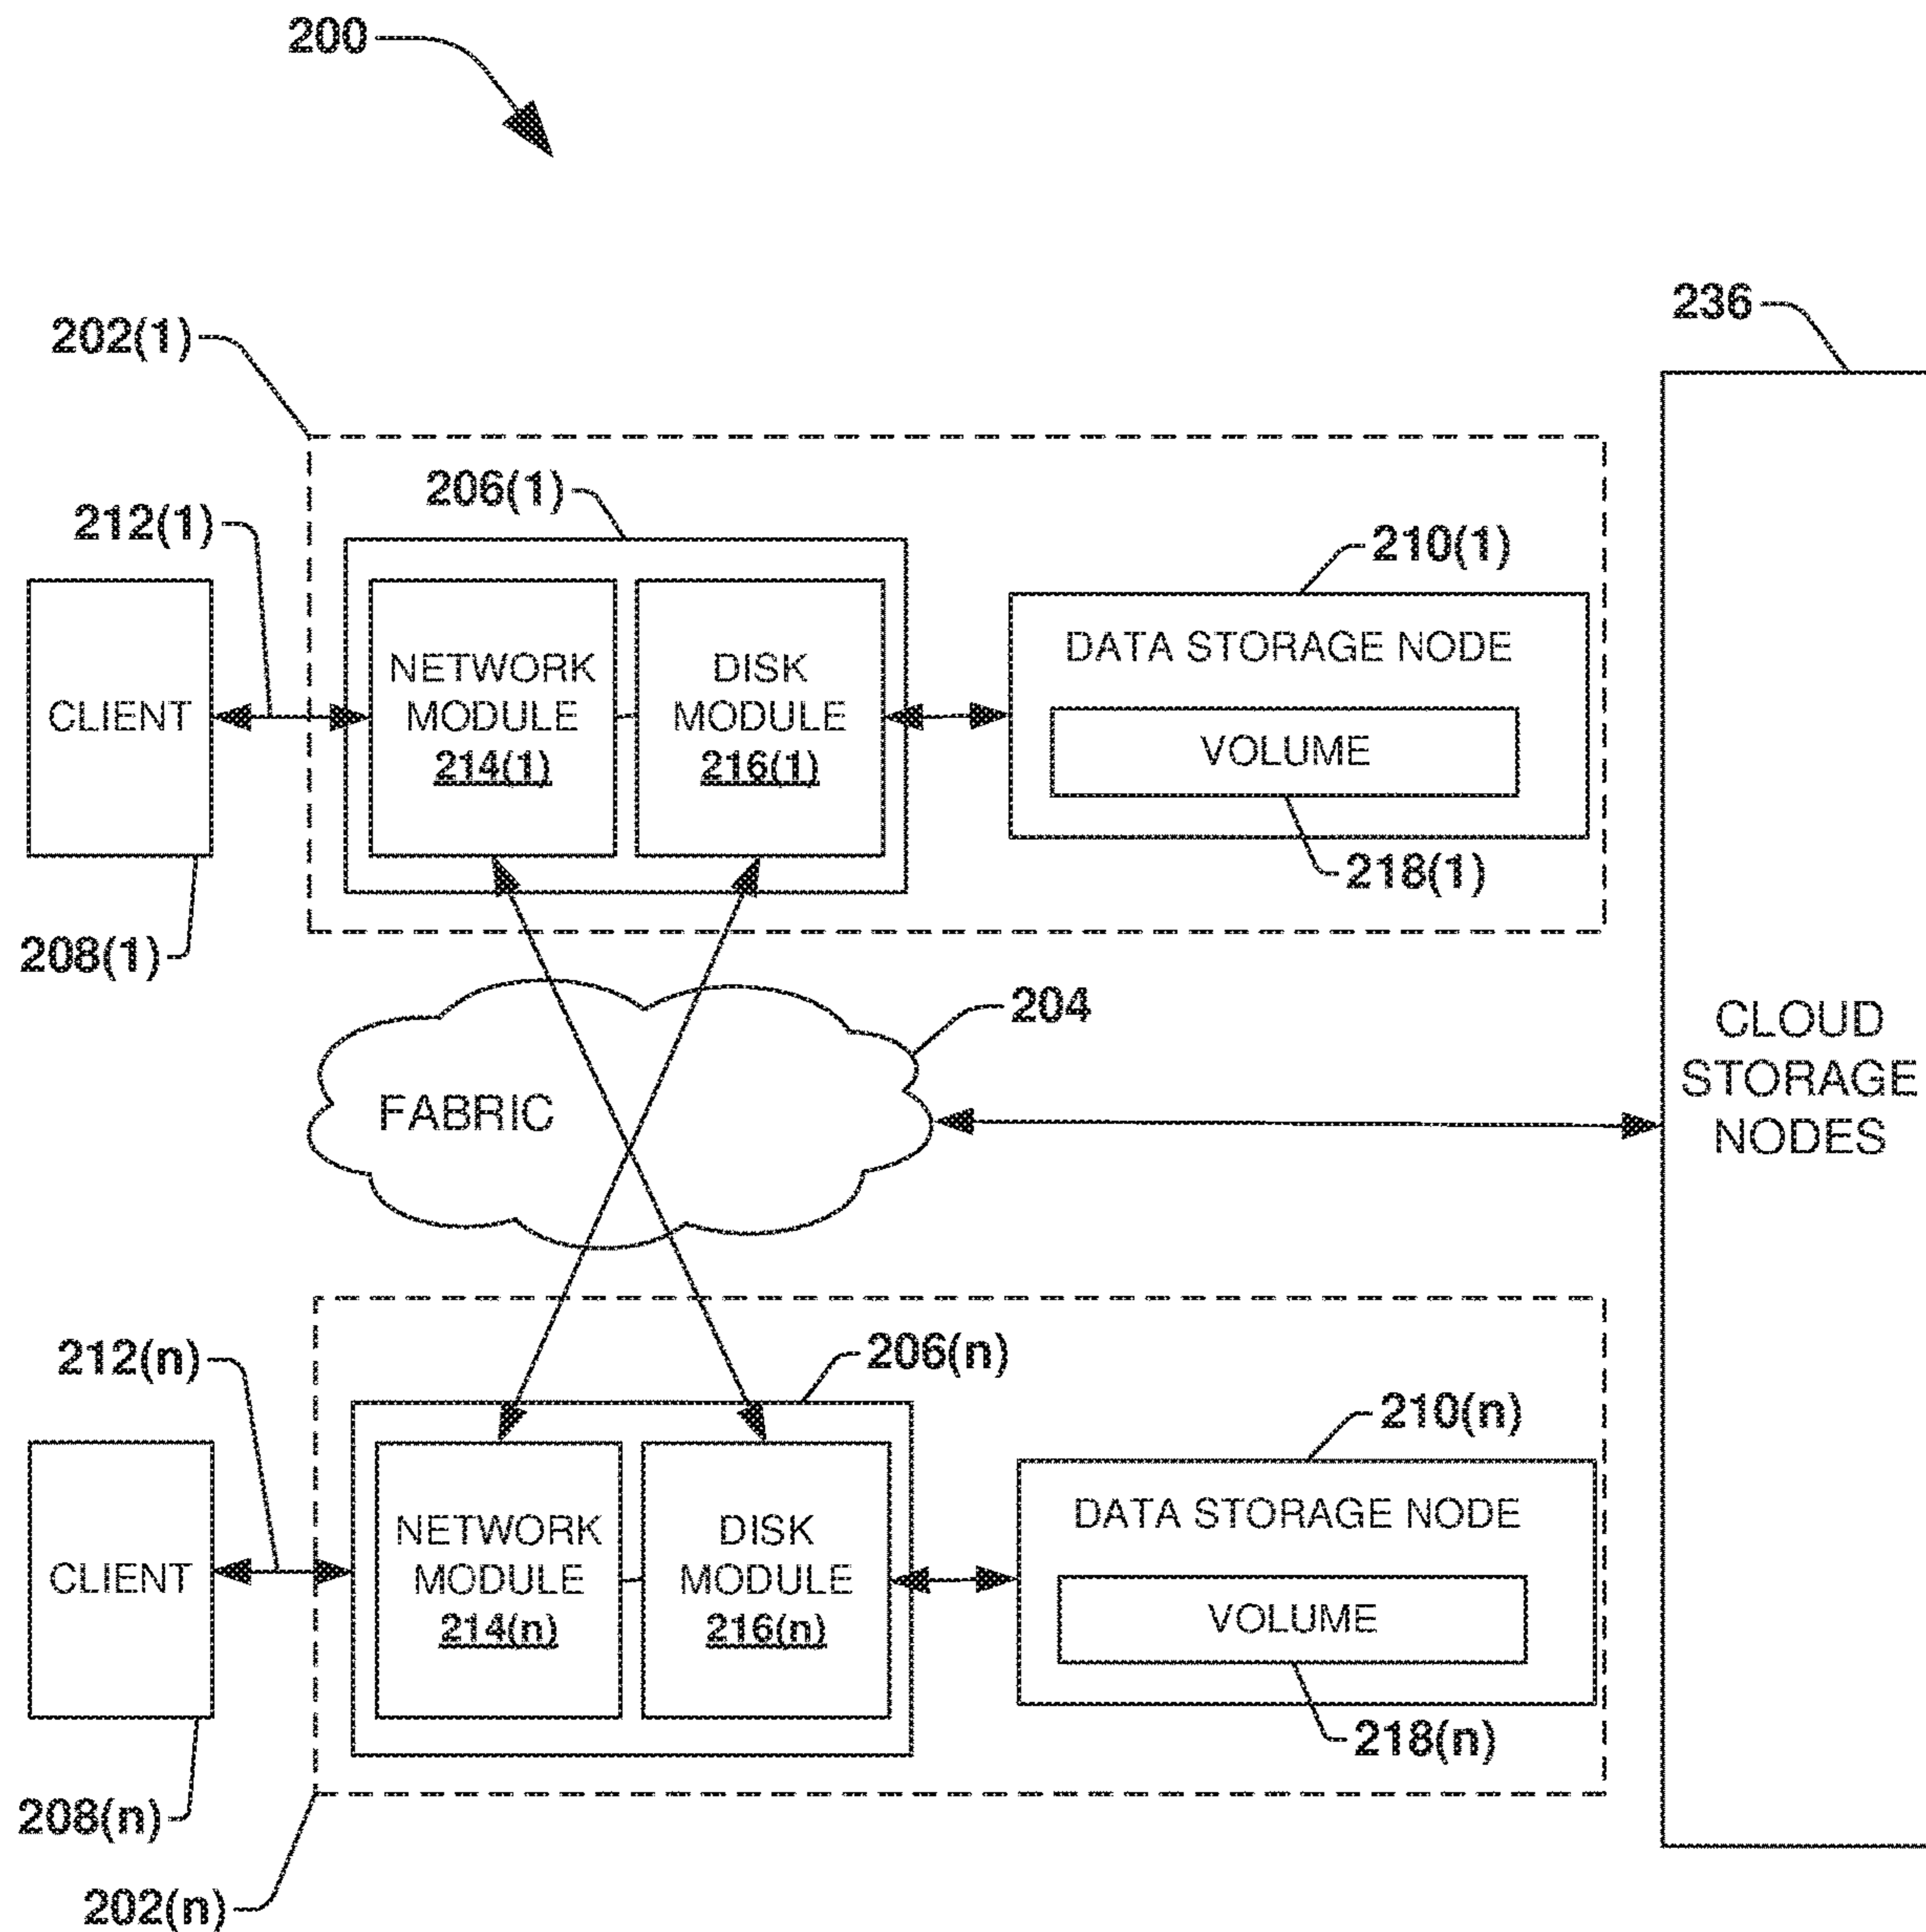 200
236
202(1)
206(1)
212(1)
210(1)
CLIENT
NETWORK
MODULE
214(1)
DISK
MODULE
216(1)
DATA STORAGE NODE
VOLUME
218(1)
208(1)
204
FABRIC
CLOUD
STORAGE
NODES
212(n)
206(n)
210(n)
CLIENT
NETWORK
MODULE
214(n)
DISK
MODULE
216(n)
DATA STORAGE NODE
VOLUME
218(n)
208(n)
202(n)